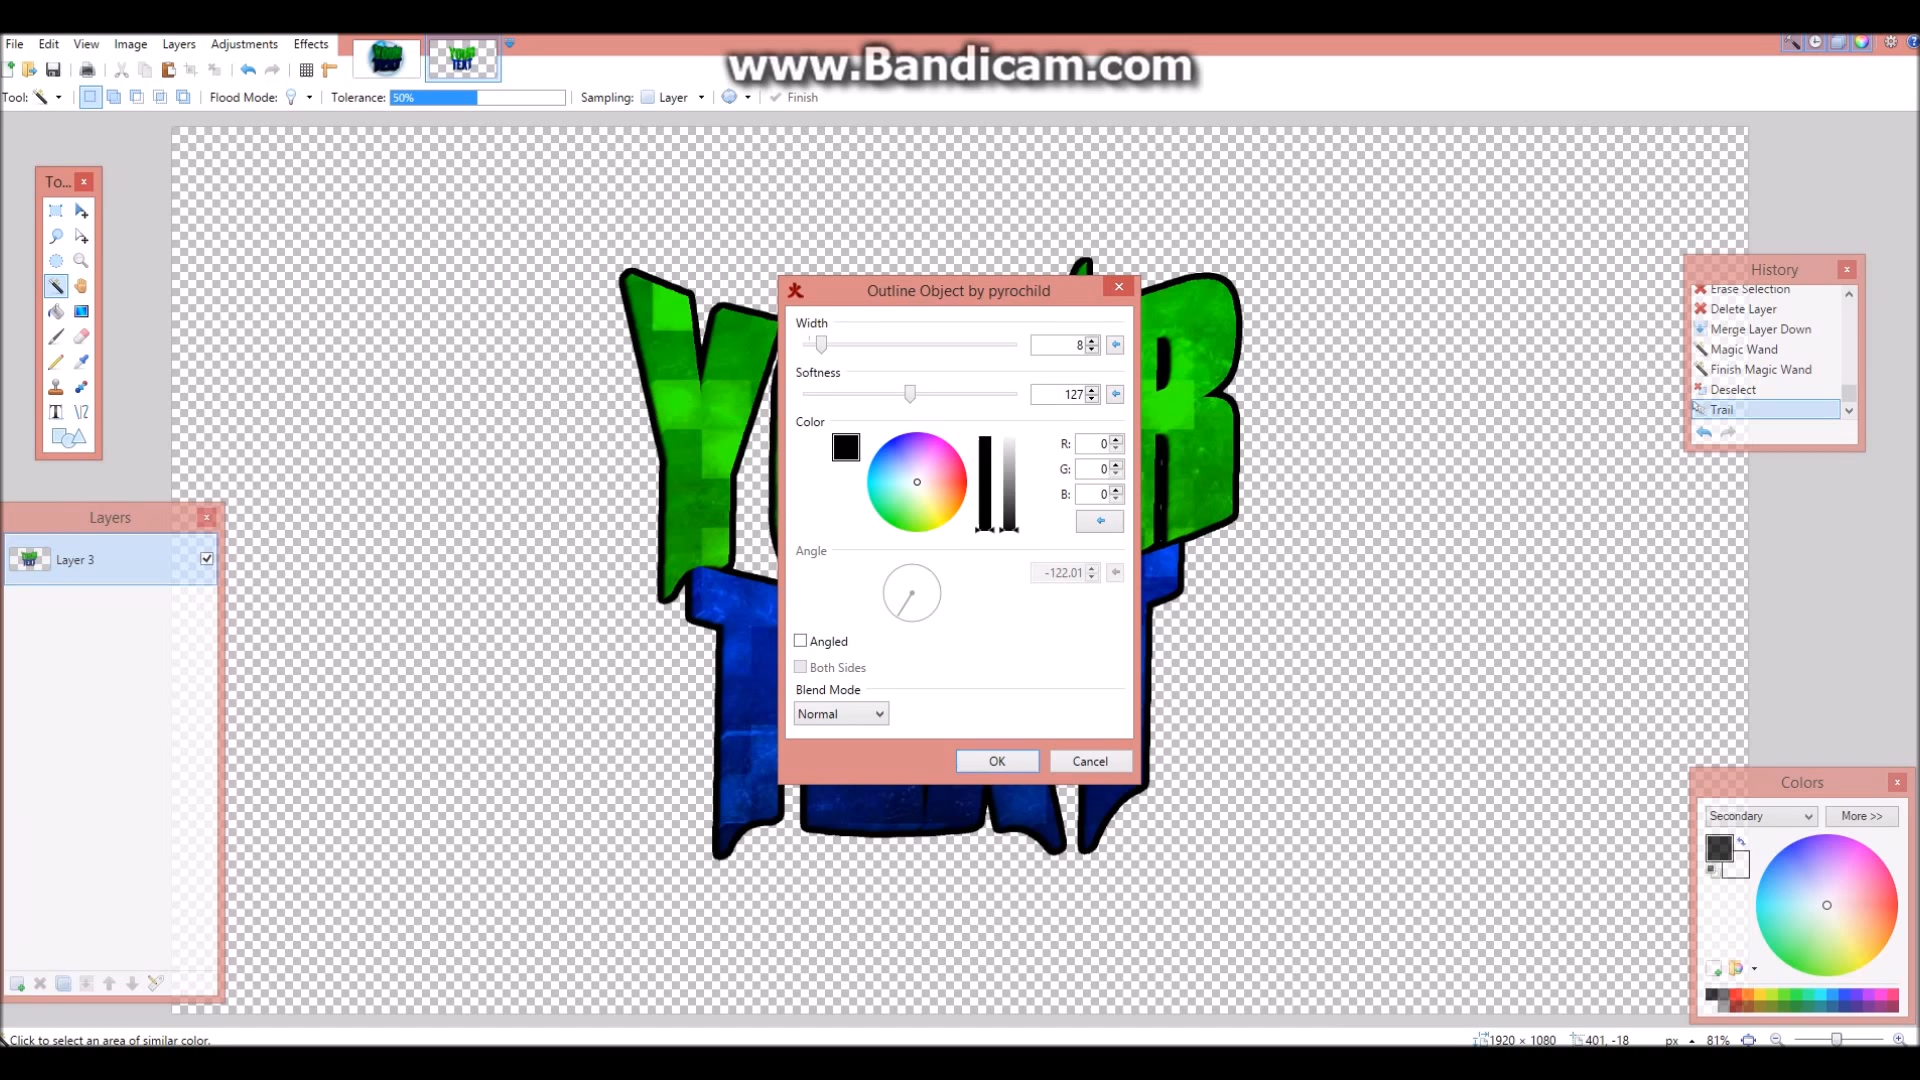 File Edit View Image Layers Adjustments Effects
www.Bandicam.com
Tool: Flood Mode: Tolerance: 50% Sampling: Layer Finish
To...
History
Erase Selection
Delete Layer
Merge Layer Down
Magic Wand
Finish Magic Wand
Deselect
Trail
Outline Object by pyrochild
Width
8
Softness
127
Color
R: 0
G: 0
B: 0
Angle
-122.01
Angled
Both Sides
Blend Mode
Normal
OK Cancel
Layers
Layer 3
Colors
Secondary More >>
Click to select an area of similar color.
1920 × 1080 401, -18 px 81%